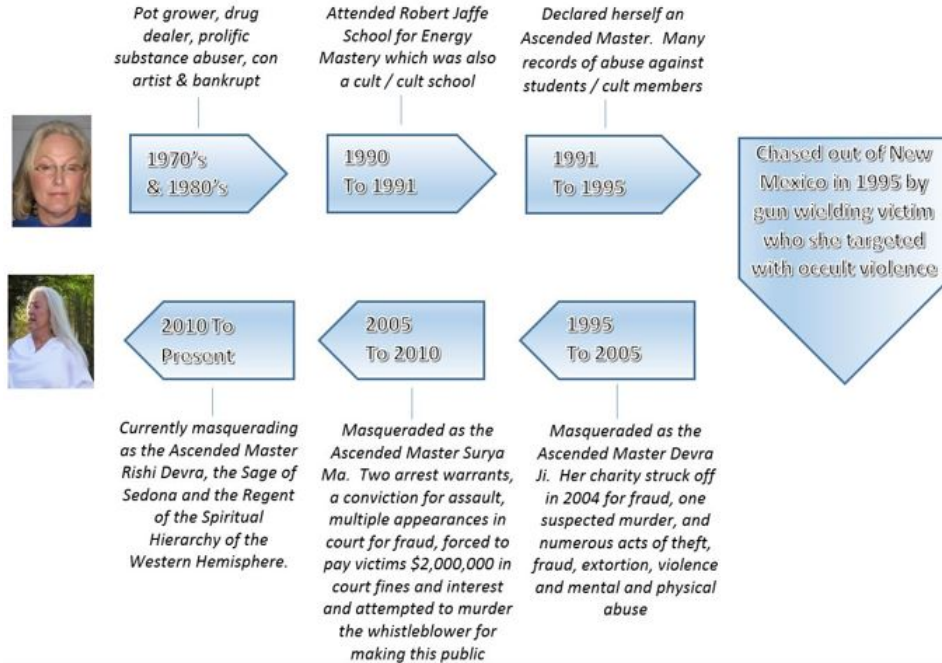 Pot grower, drug
dealer, prolific
substance abuser, con
artist & bankrupt
1970's
& 1980's
Attended Robert Jaffe
School for Energy
Mastery which was also
a cult / cult school
1990
To 1991
Declared herself an
Ascended Master.  Many
records of abuse against
students / cult members
1991
To 1995
Chased out of New
Mexico in 1995 by
gun wielding victim
who she targeted
with occult violence
1995
To 2005
Masqueraded as the
Ascended Master Devra
Ji.  Her charity struck off
in 2004 for fraud, one
suspected murder, and
numerous acts of theft,
fraud, extortion, violence
and mental and physical
abuse
2005
To 2010
Masqueraded as the
Ascended Master Surya
Ma.  Two arrest warrants,
a conviction for assault,
multiple appearances in
court for fraud, forced to
pay victims $2,000,000 in
court fines and interest
and attempted to murder
the whistleblower for
making this public
2010 To
Present
Currently masquerading
as the Ascended Master
Rishi Devra, the Sage of
Sedona and the Regent
of the Spiritual
Hierarchy of the
Western Hemisphere.